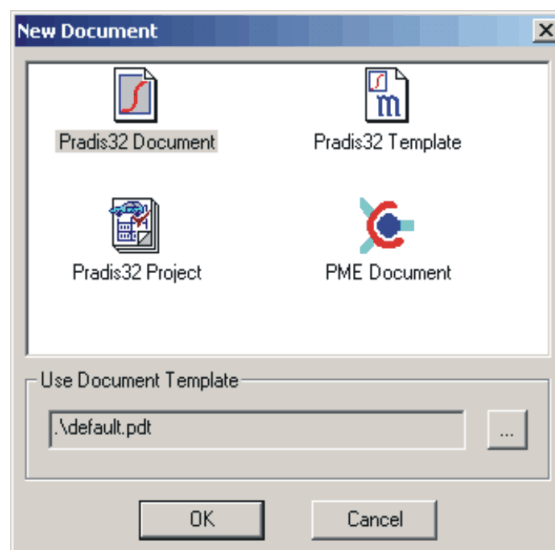 New Document
Pradis32 Document
Pradis32 Template
m
Pradis32 Project
PME Document
Use Document Template
.\default.pdt
...
OK
Cancel